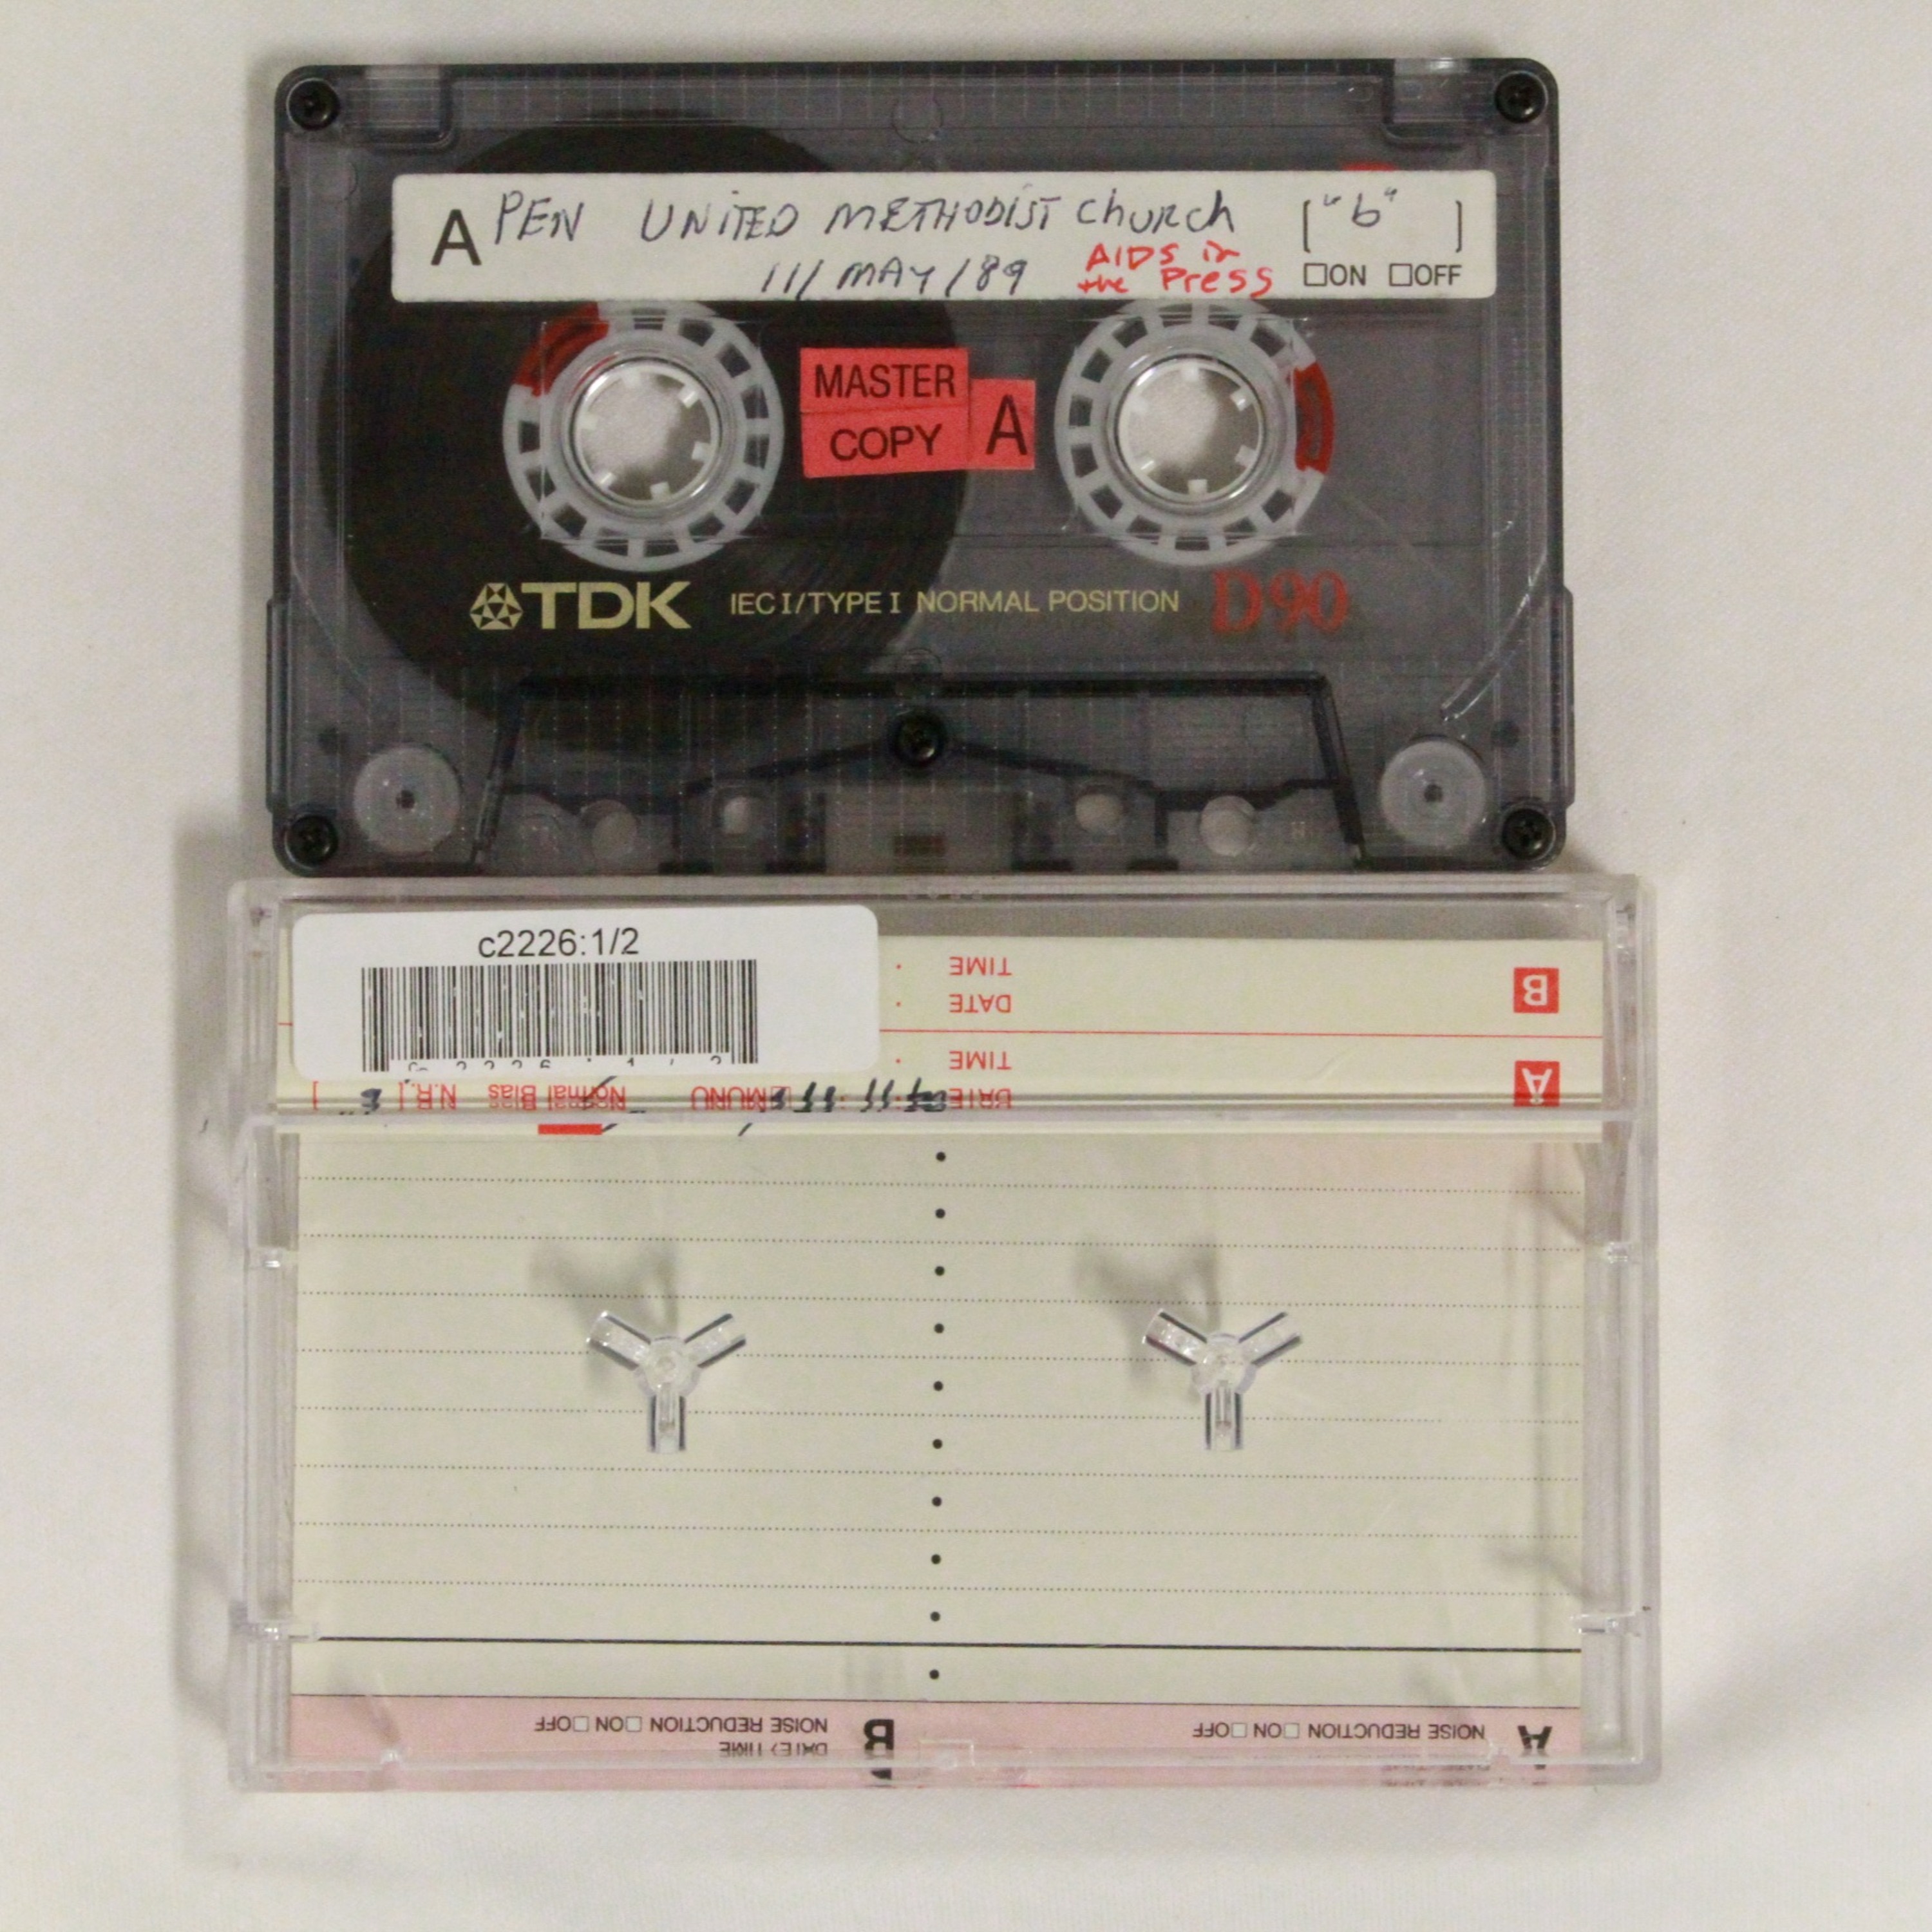 A PEN UNITED METHODIST Church ["b"]
11/MAY/89 AIDS in the Press □ON □OFF
MASTER
COPY A
TDK IEC I/TYPE I NORMAL POSITION D90
c2226:1/2
TIME
DATE
B
TIME
DATE
A
Normal Bias N.R. [ ]
NOISE REDUCTION □ON □OFF B
DATE/TIME
NOISE REDUCTION □ON □OFF A